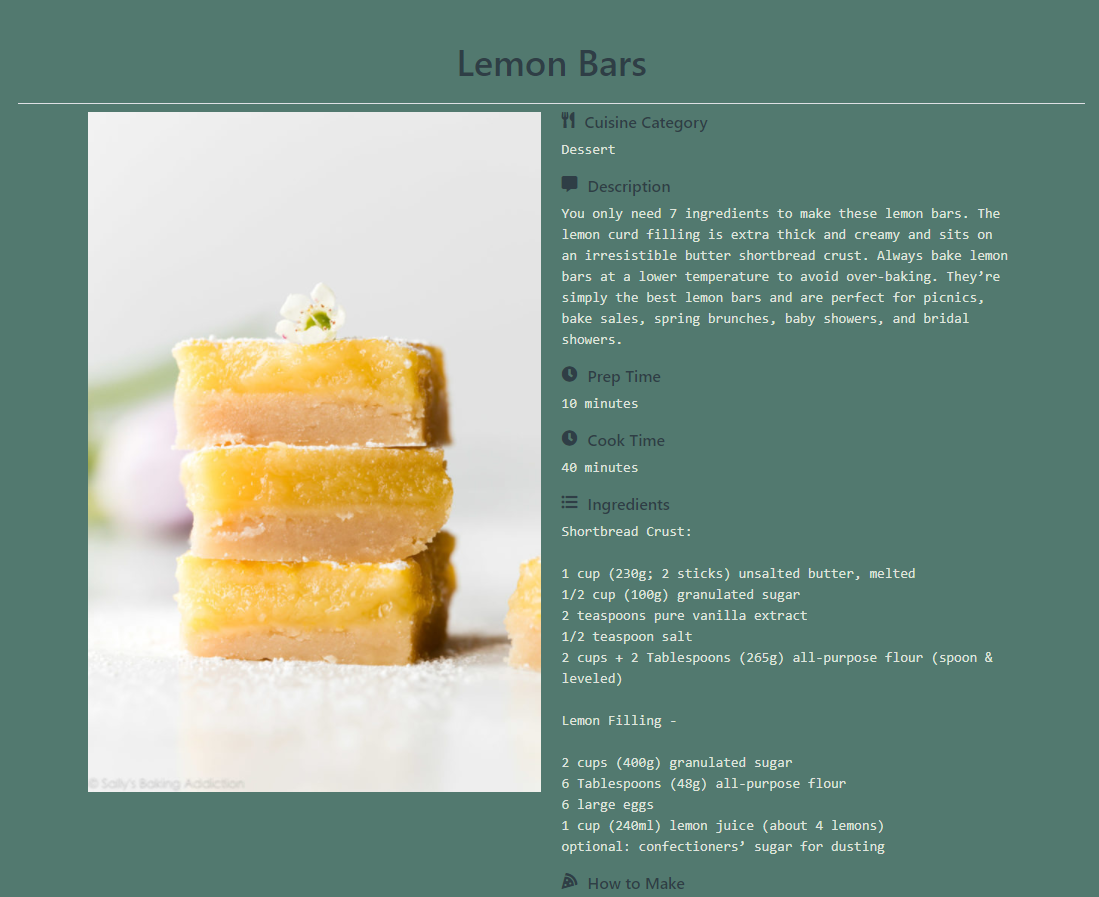 Lemon Bars
Cuisine Category
Dessert
Description
You only need 7 ingredients to make these lemon bars. The
lemon curd filling is extra thick and creamy and sits on
an irresistible butter shortbread crust. Always bake lemon
bars at a lower temperature to avoid over-baking. They’re
simply the best lemon bars and are perfect for picnics,
bake sales, spring brunches, baby showers, and bridal
showers.
Prep Time
10 minutes
Cook Time
40 minutes
Ingredients
Shortbread Crust:
1 cup (230g; 2 sticks) unsalted butter, melted
1/2 cup (100g) granulated sugar
2 teaspoons pure vanilla extract
1/2 teaspoon salt
2 cups + 2 Tablespoons (265g) all-purpose flour (spoon &
leveled)
Lemon Filling -
2 cups (400g) granulated sugar
6 Tablespoons (48g) all-purpose flour
6 large eggs
1 cup (240ml) lemon juice (about 4 lemons)
optional: confectioners’ sugar for dusting
How to Make
© Sally's Baking Addiction